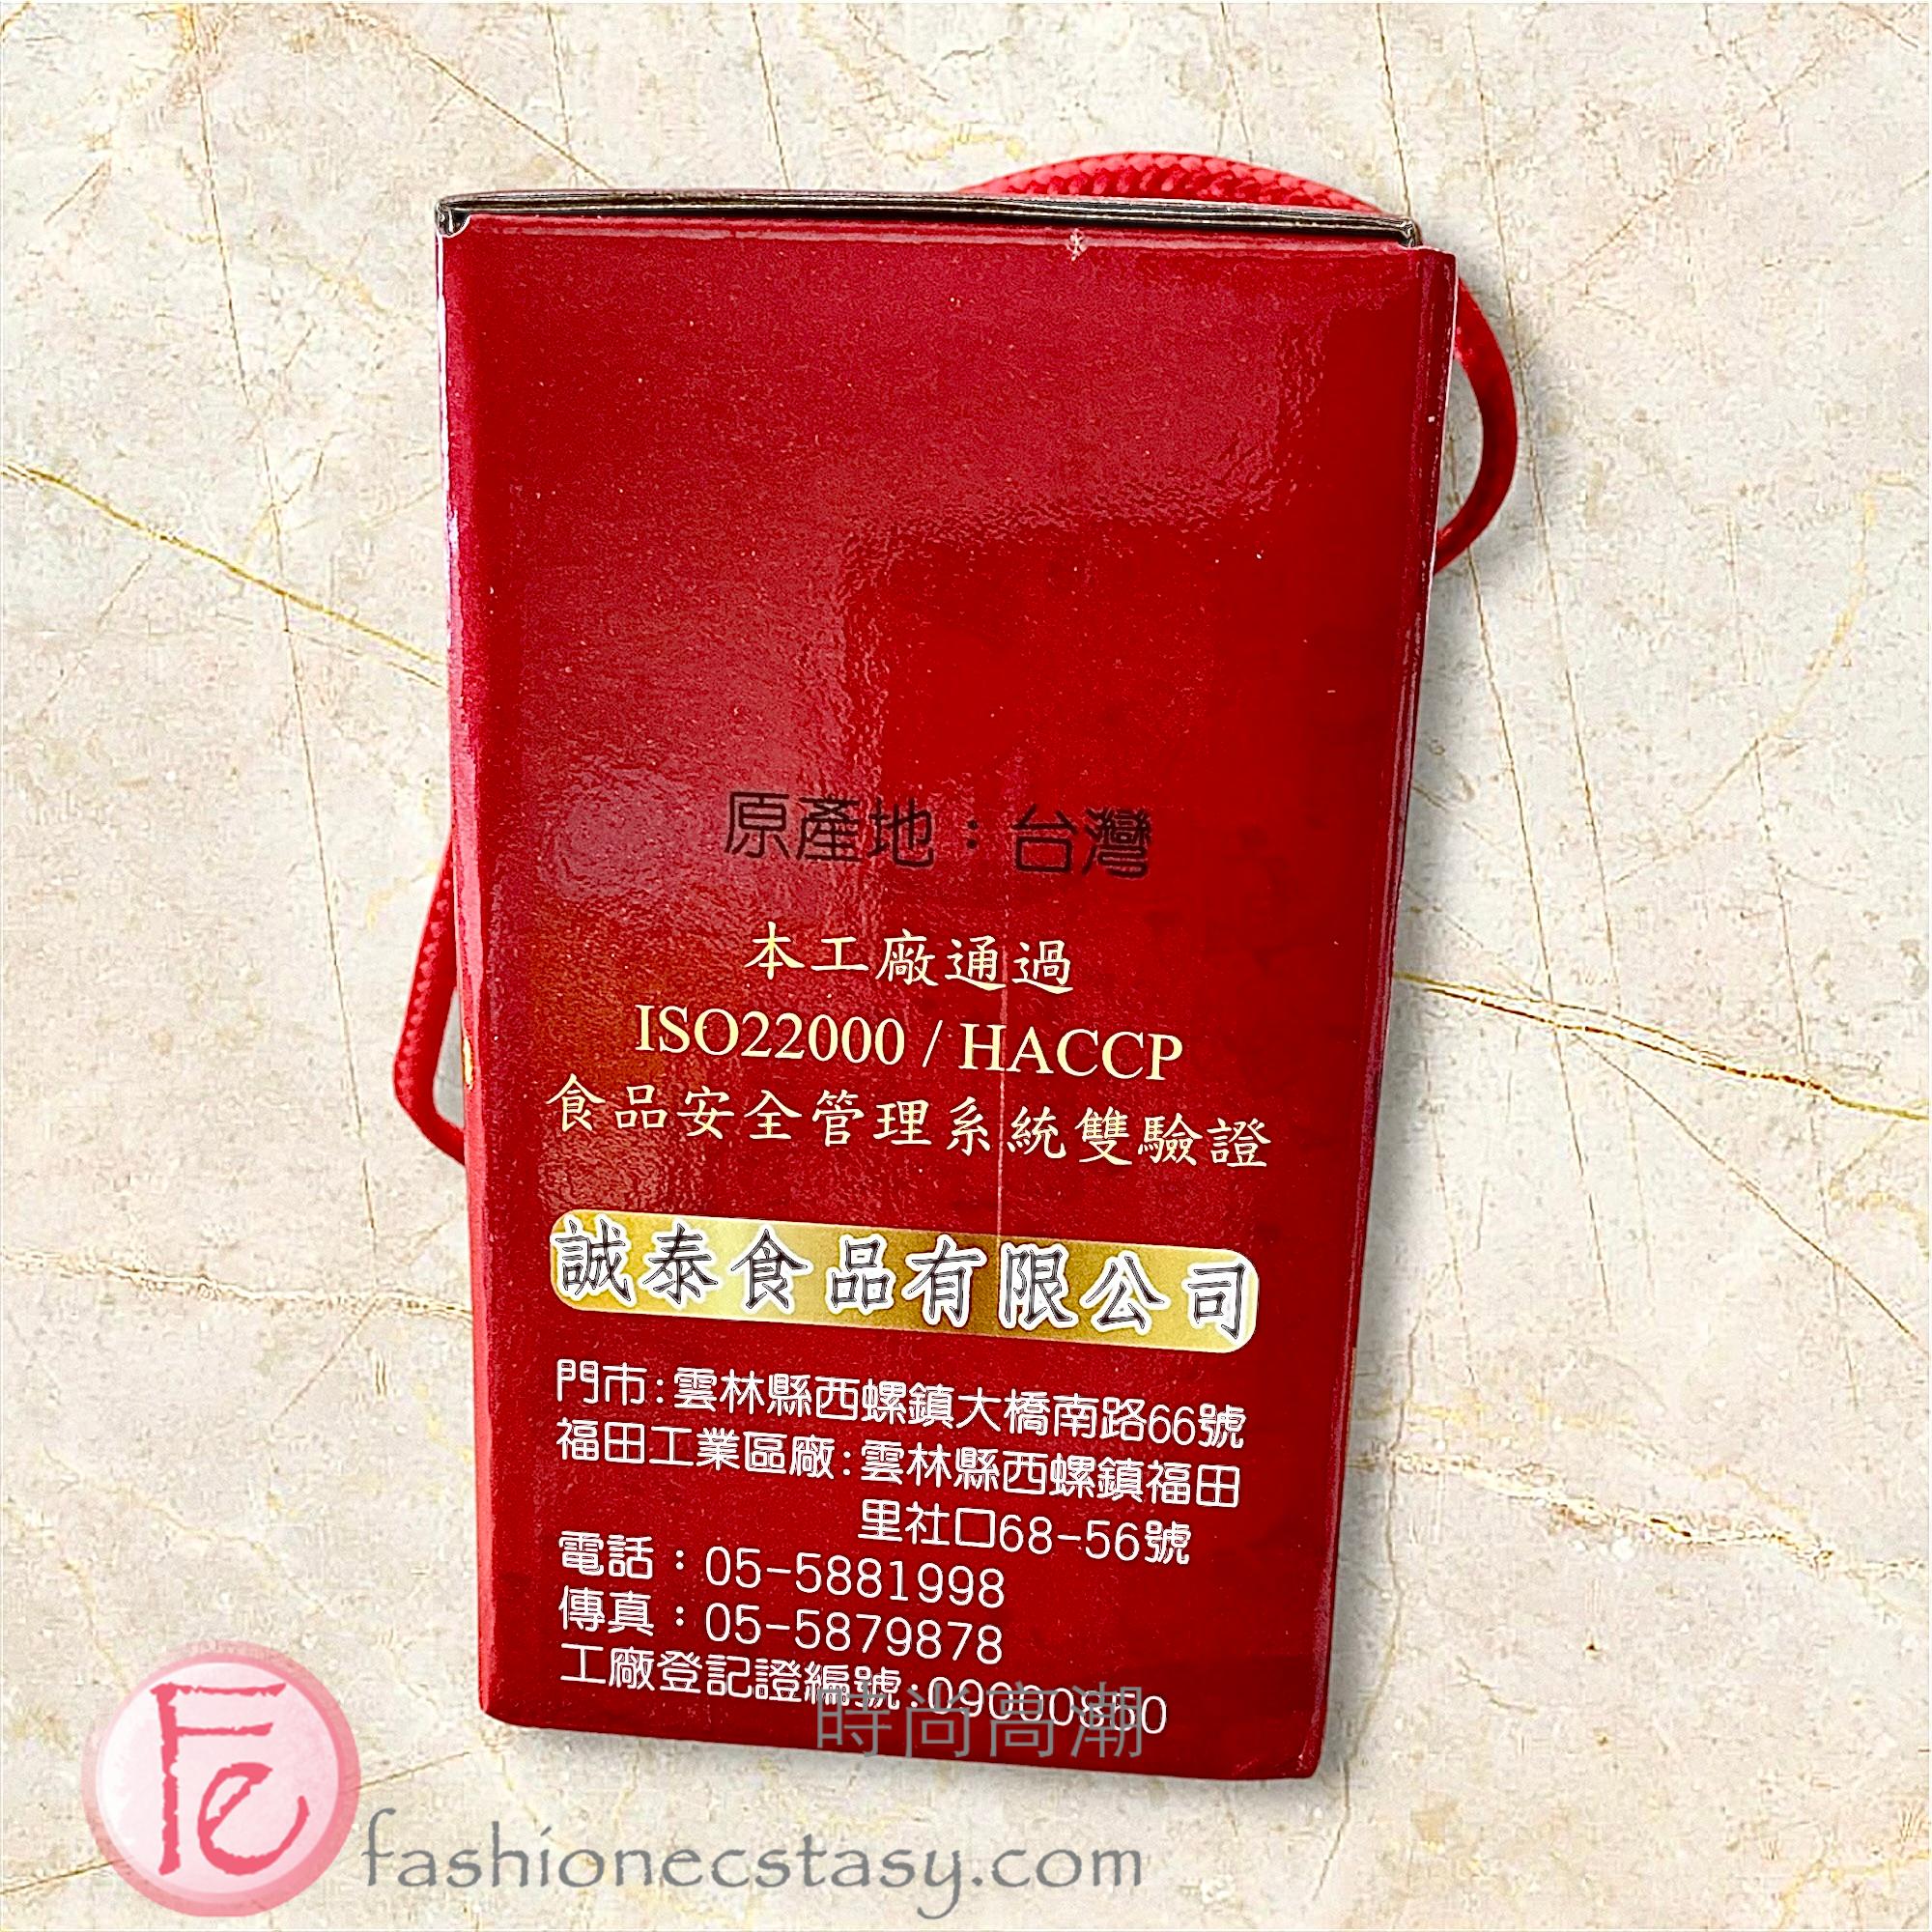 原產地：台灣
本工廠通過
ISO22000 / HACCP
食品安全管理系統雙驗證
誠泰食品有限公司
門市:雲林縣西螺鎮大橋南路66號
福田工業區廠:雲林縣西螺鎮福田
里社口68-56號
電話：05-5881998
傳真：05-5879878
工廠登記證編號:09000860
時尚高潮
Fe
fashionecstasy.com